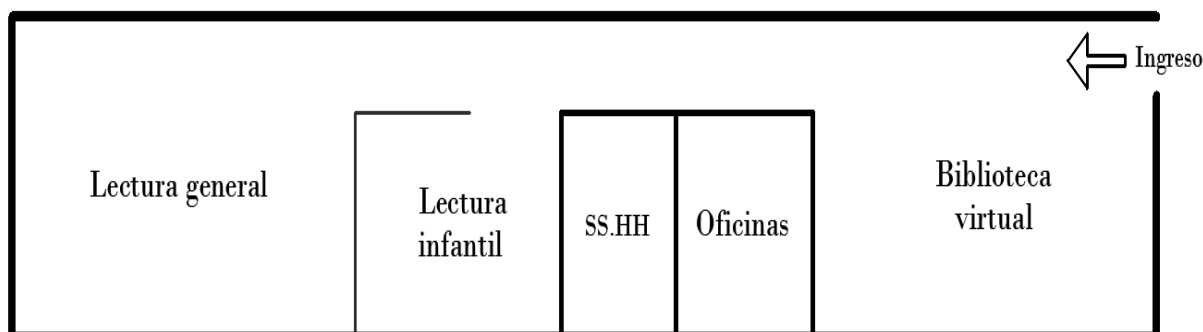 Ingreso
Lectura general
Lectura
infantil
SS.HH
Oficinas
Biblioteca
virtual